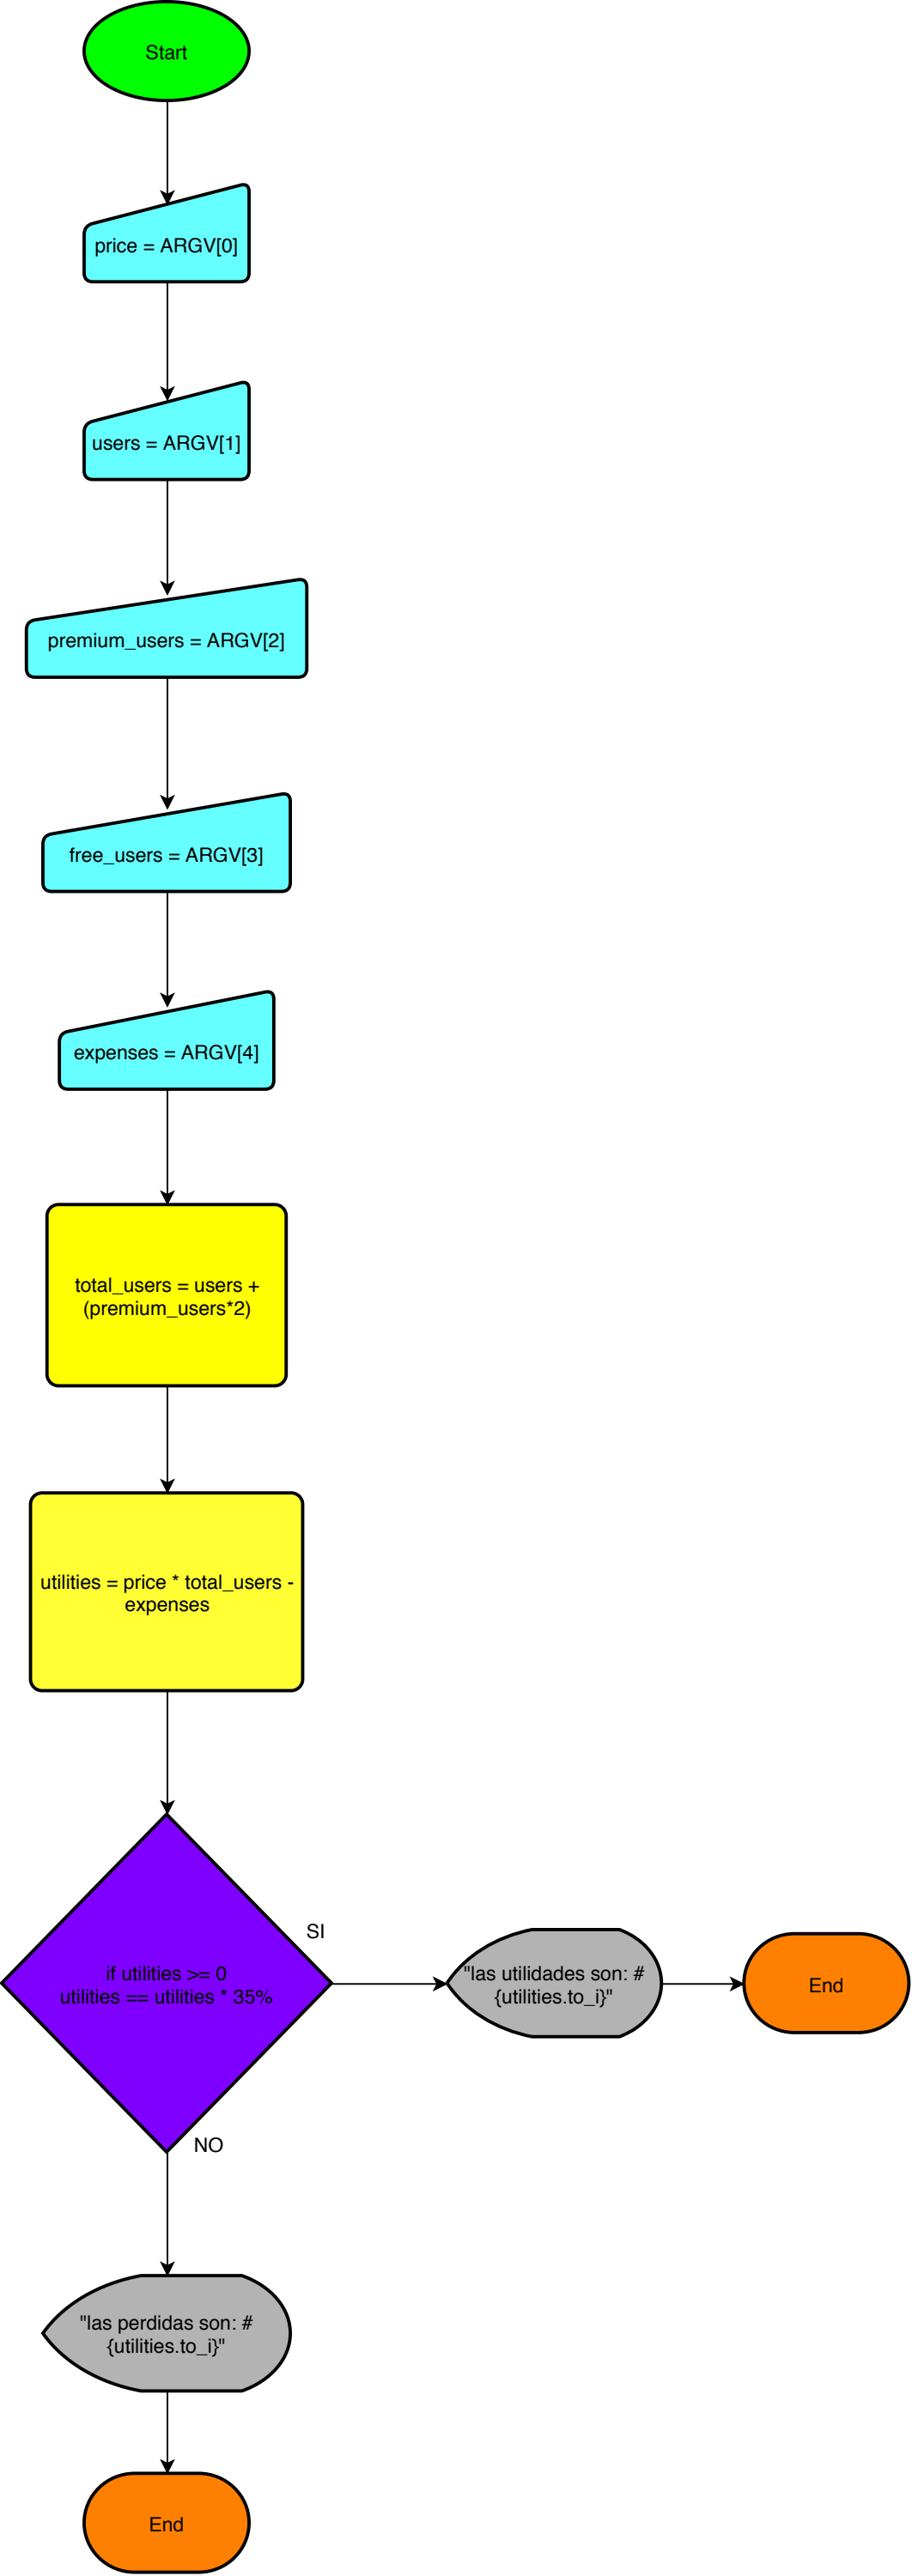 Start
price = ARGV[0]
users = ARGV[1]
premium_users = ARGV[2]
free_users = ARGV[3]
expenses = ARGV[4]
total_users = users +
(premium_users*2)
utilities = price * total_users -
expenses
if utilities >= 0
utilities == utilities * 35%
SI
"las utilidades son: #
{utilities.to_i}"
End
NO
"las perdidas son: #
{utilities.to_i}"
End